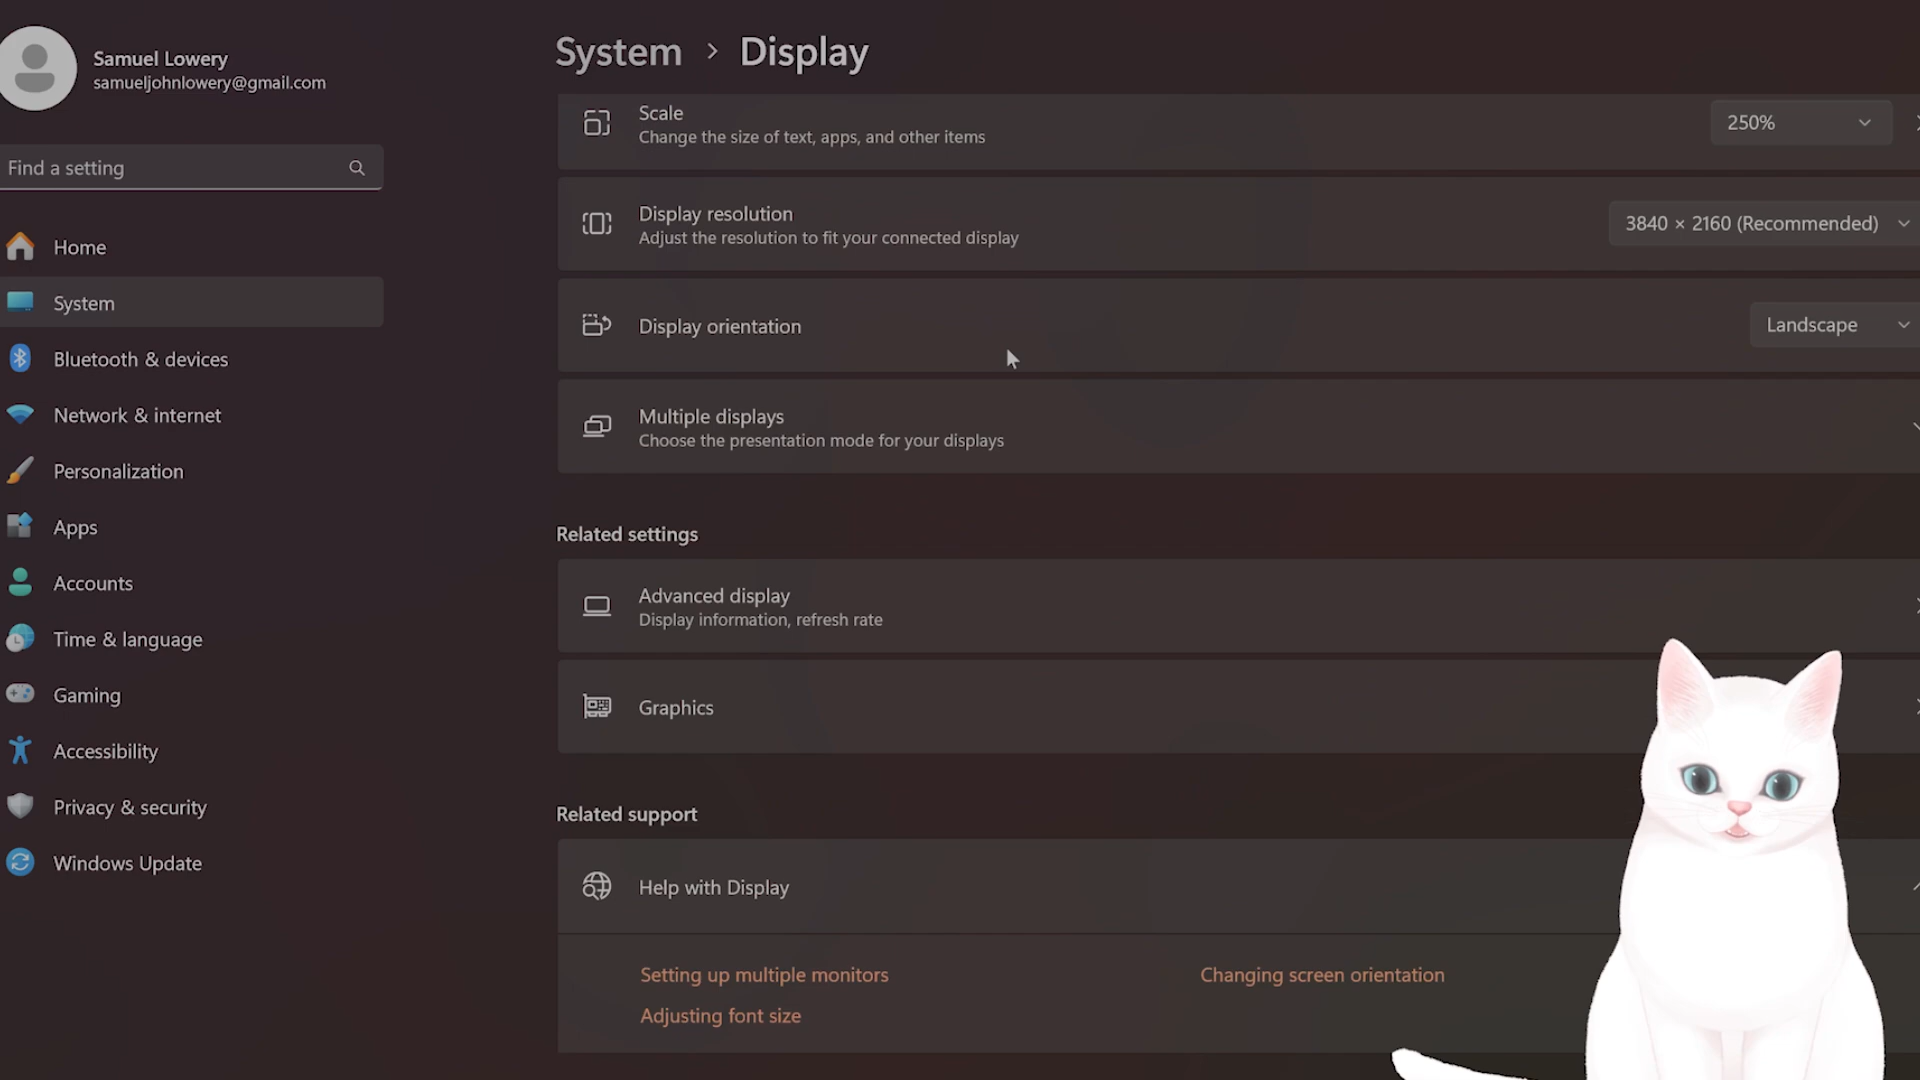 Samuel Lowery
samueljohnlowery@gmail.com
Find a setting
Home
System
Bluetooth & devices
Network & internet
Personalization
Apps
Accounts
Time & language
Gaming
Accessibility
Privacy & security
Windows Update
System > Display
Scale
Change the size of text, apps, and other items
250%
Display resolution
Adjust the resolution to fit your connected display
3840 × 2160 (Recommended)
Display orientation
Landscape
Multiple displays
Choose the presentation mode for your displays
Related settings
Advanced display
Display information, refresh rate
Graphics
Related support
Help with Display
Setting up multiple monitors
Changing screen orientation
Adjusting font size